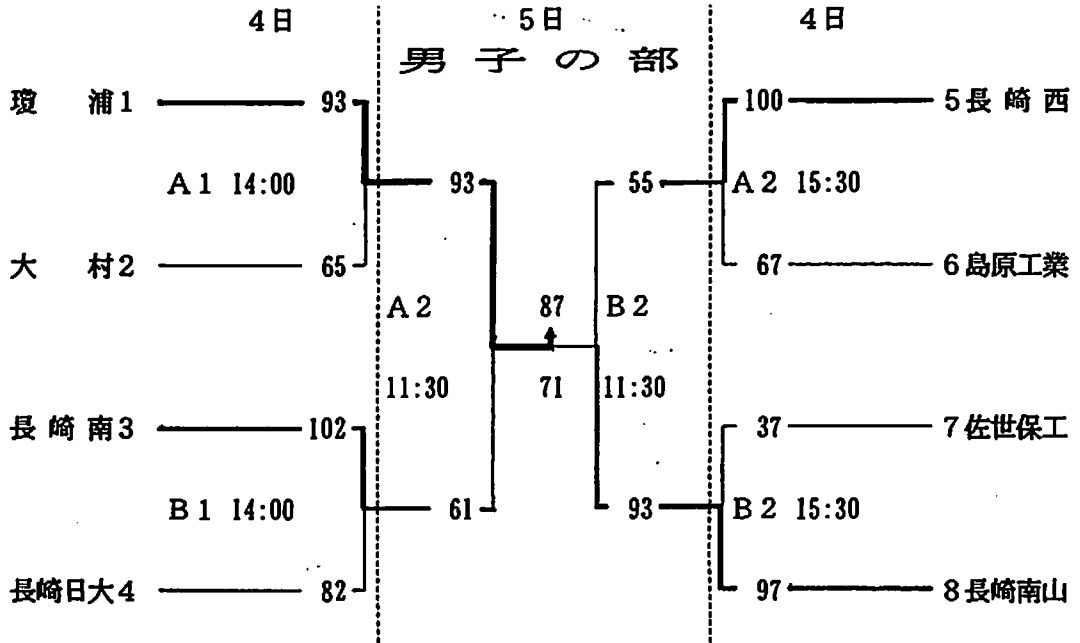 4日 5日 4日
男子の部
瓊浦1 93 100 5長崎西
A1 14:00 93 55 A2 15:30
大村2 65 67 6島原工業
A2 87 B2
11:30 71 11:30
長崎南3 102 37 7佐世保工
B1 14:00 61 93 B2 15:30
長崎日大4 82 97 8長崎南山